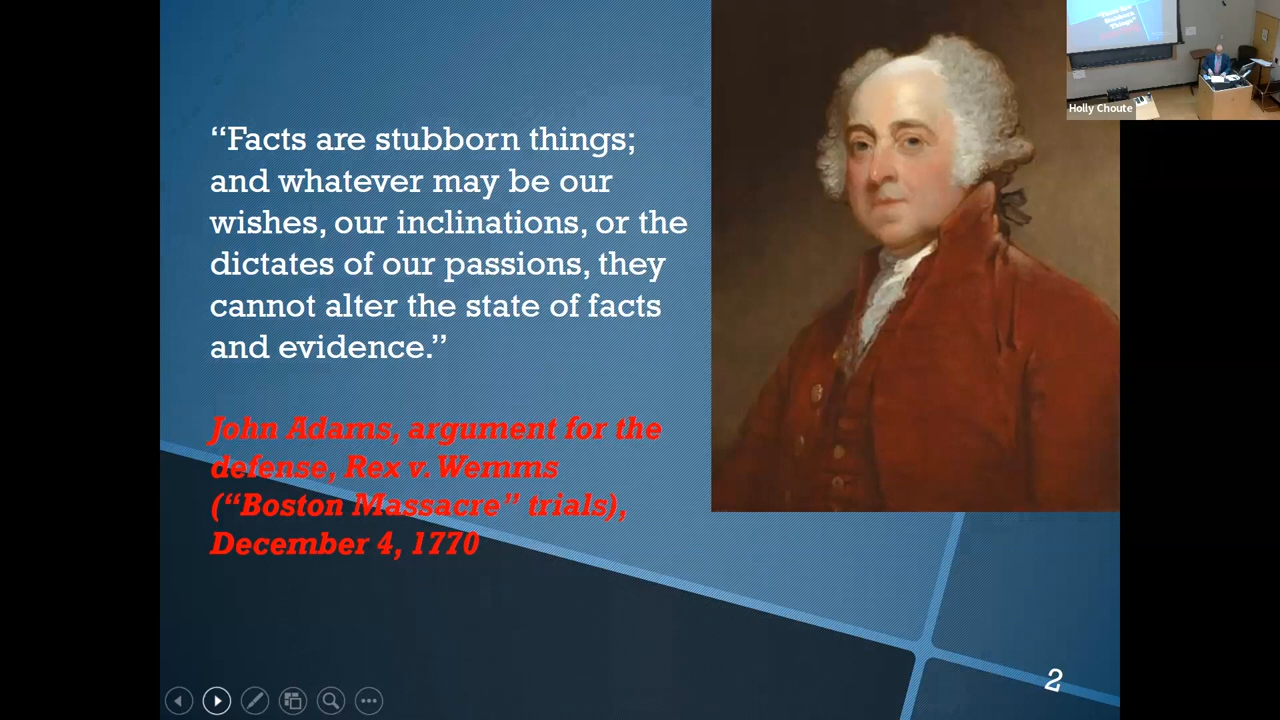 “Facts are stubborn things;
and whatever may be our
wishes, our inclinations, or the
dictates of our passions, they
cannot alter the state of facts
and evidence.”
John Adams, argument for the
defense, Rex v. Wemms
(“Boston Massacre” trials),
December 4, 1770
2
Stubborn
Things"
Holly Choute